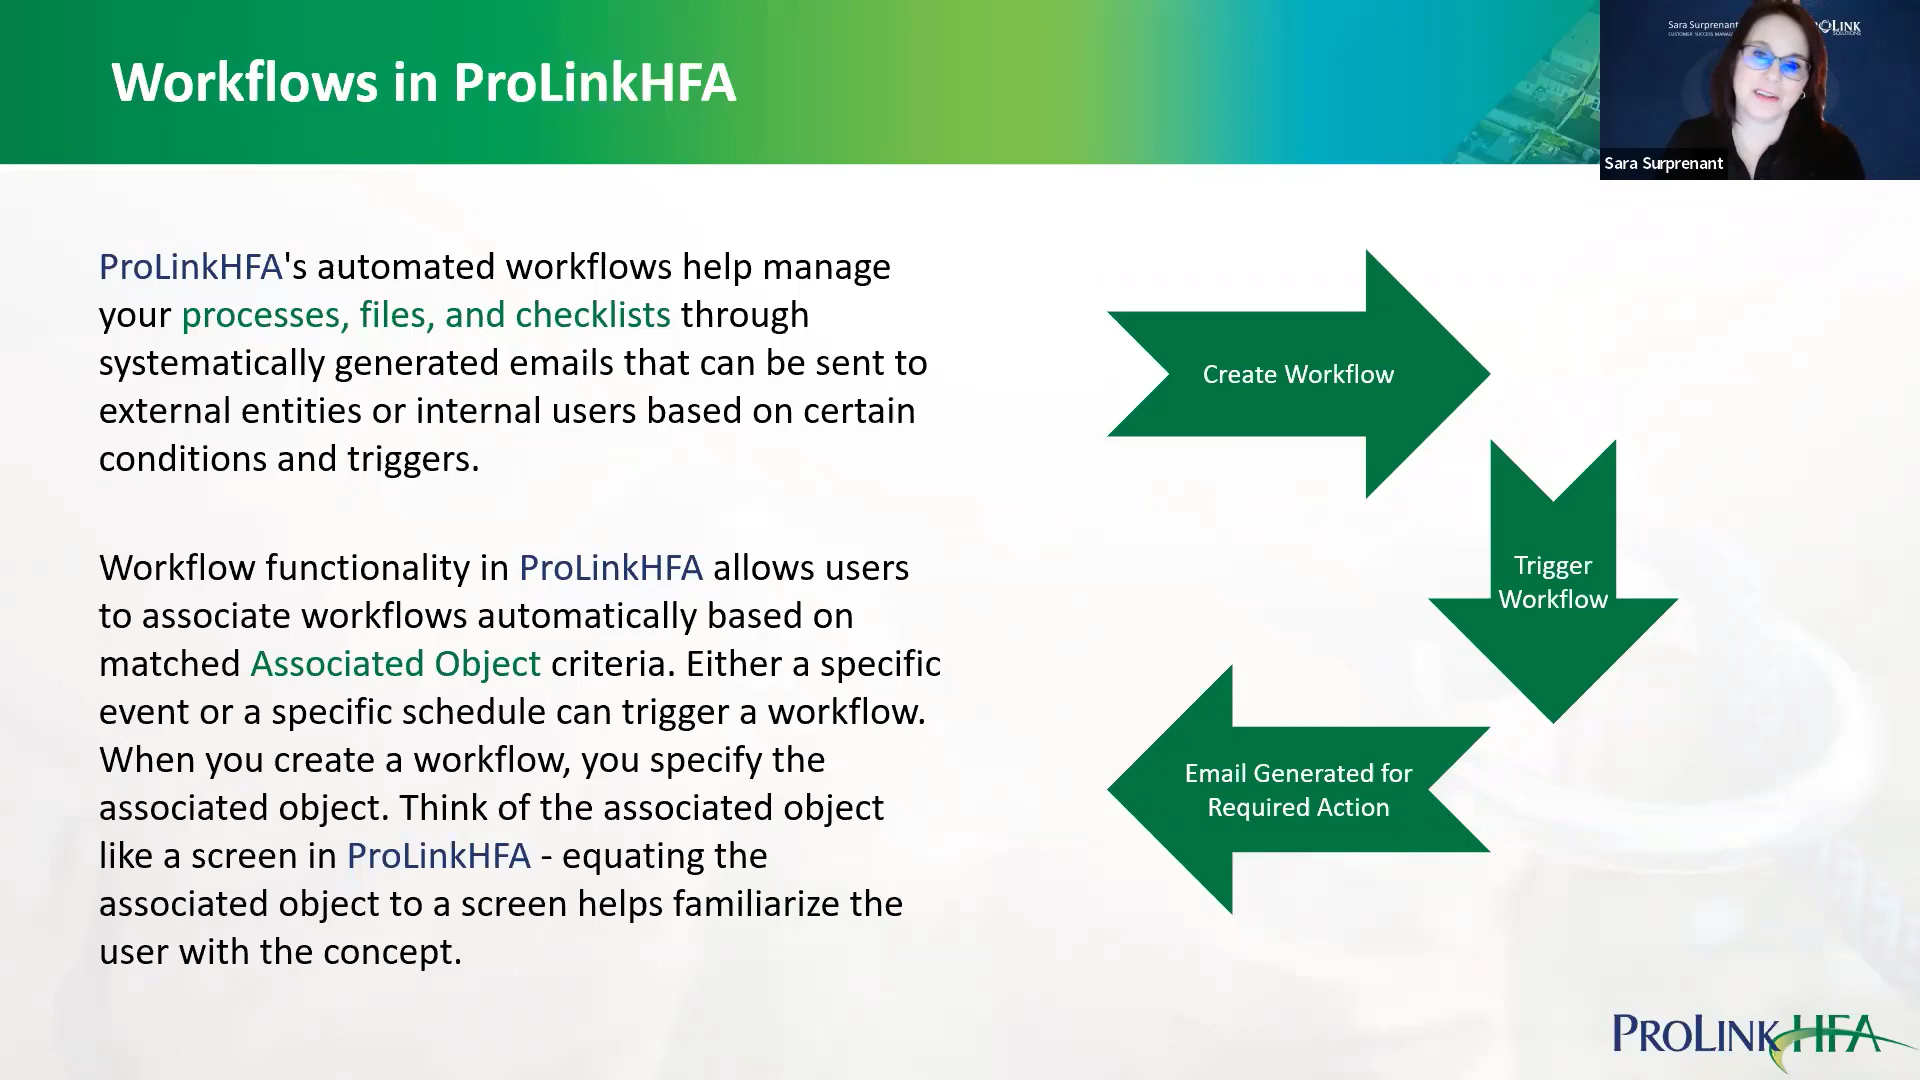 Workflows in ProLinkHFA
Sara Surprenant
PROLINK
SOLUTIONS
Sara Surprenant
ProLinkHFA's automated workflows help manage
your processes, files, and checklists through
systematically generated emails that can be sent to
external entities or internal users based on certain
conditions and triggers.
Workflow functionality in ProLinkHFA allows users
to associate workflows automatically based on
matched Associated Object criteria. Either a specific
event or a specific schedule can trigger a workflow.
When you create a workflow, you specify the
associated object. Think of the associated object
like a screen in ProLinkHFA - equating the
associated object to a screen helps familiarize the
user with the concept.
Create Workflow
Trigger
Workflow
Email Generated for
Required Action
PROLINKHFA